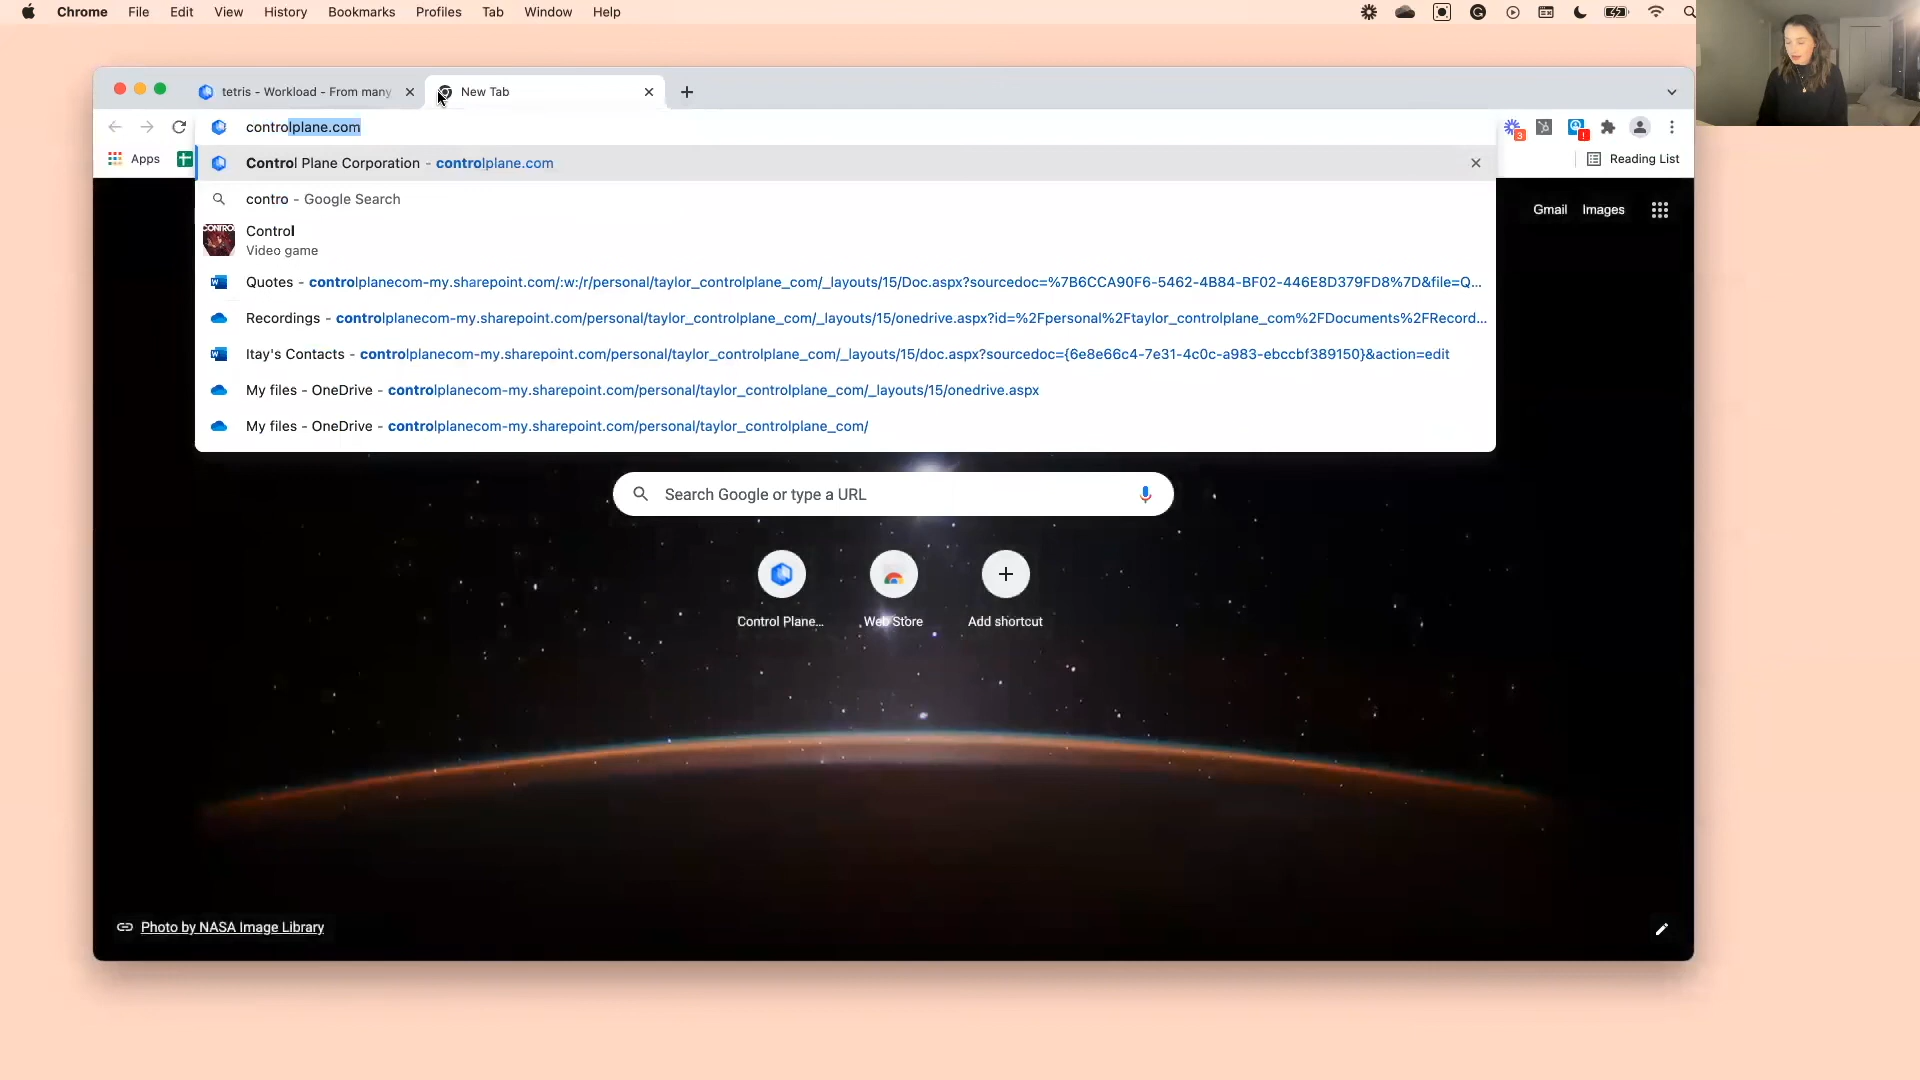 Chrome File Edit View History Bookmarks Profiles Tab Window Help
tetris - Workload - From many
New Tab
controlplane.com
3
Apps
Reading List
Control Plane Corporation - controlplane.com
contro - Google Search
Control
Video game
Quotes - controlplanecom-my.sharepoint.com/:w:/r/personal/taylor_controlplane_com/_layouts/15/Doc.aspx?sourcedoc=%7B6CCA90F6-5462-4B84-BF02-446E8D379FD8%7D&file=Q...
Recordings - controlplanecom-my.sharepoint.com/personal/taylor_controlplane_com/_layouts/15/onedrive.aspx?id=%2Fpersonal%2Ftaylor_controlplane_com%2FDocuments%2FRecord...
Itay's Contacts - controlplanecom-my.sharepoint.com/personal/taylor_controlplane_com/_layouts/15/doc.aspx?sourcedoc={6e8e66c4-7e31-4c0c-a983-ebccbf389150}&action=edit
My files - OneDrive - controlplanecom-my.sharepoint.com/personal/taylor_controlplane_com/_layouts/15/onedrive.aspx
My files - OneDrive - controlplanecom-my.sharepoint.com/personal/taylor_controlplane_com/
Gmail Images
Search Google or type a URL
Control Plane... Web Store Add shortcut
Photo by NASA Image Library